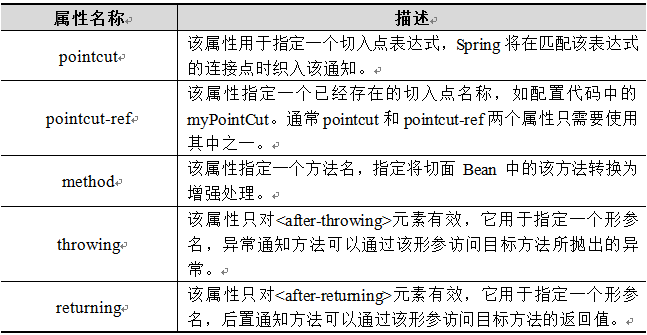 属性名称 描述
该属性用于指定一个切入点表达式，Spring 将在匹配该表达式
pointcut
的连接点时织入该通知。
该属性指定一个已经存在的切入点名称，如配置代码中的
pointcut-ref
myPointCut。通常 pointcut 和 pointcut-ref 两个属性只需要使用
其中之一。
该属性指定一个方法名，指定将切面 Bean 中的该方法转换为
method
增强处理。
该属性只对<after-throwing>元素有效，它用于指定一个形参
throwing
名，异常通知方法可以通过该形参访问目标方法所抛出的异
常。
该属性只对<after-returning>元素有效，它用于指定一个形参
returning
名，后置通知方法可以通过该形参访问目标方法的返回值。